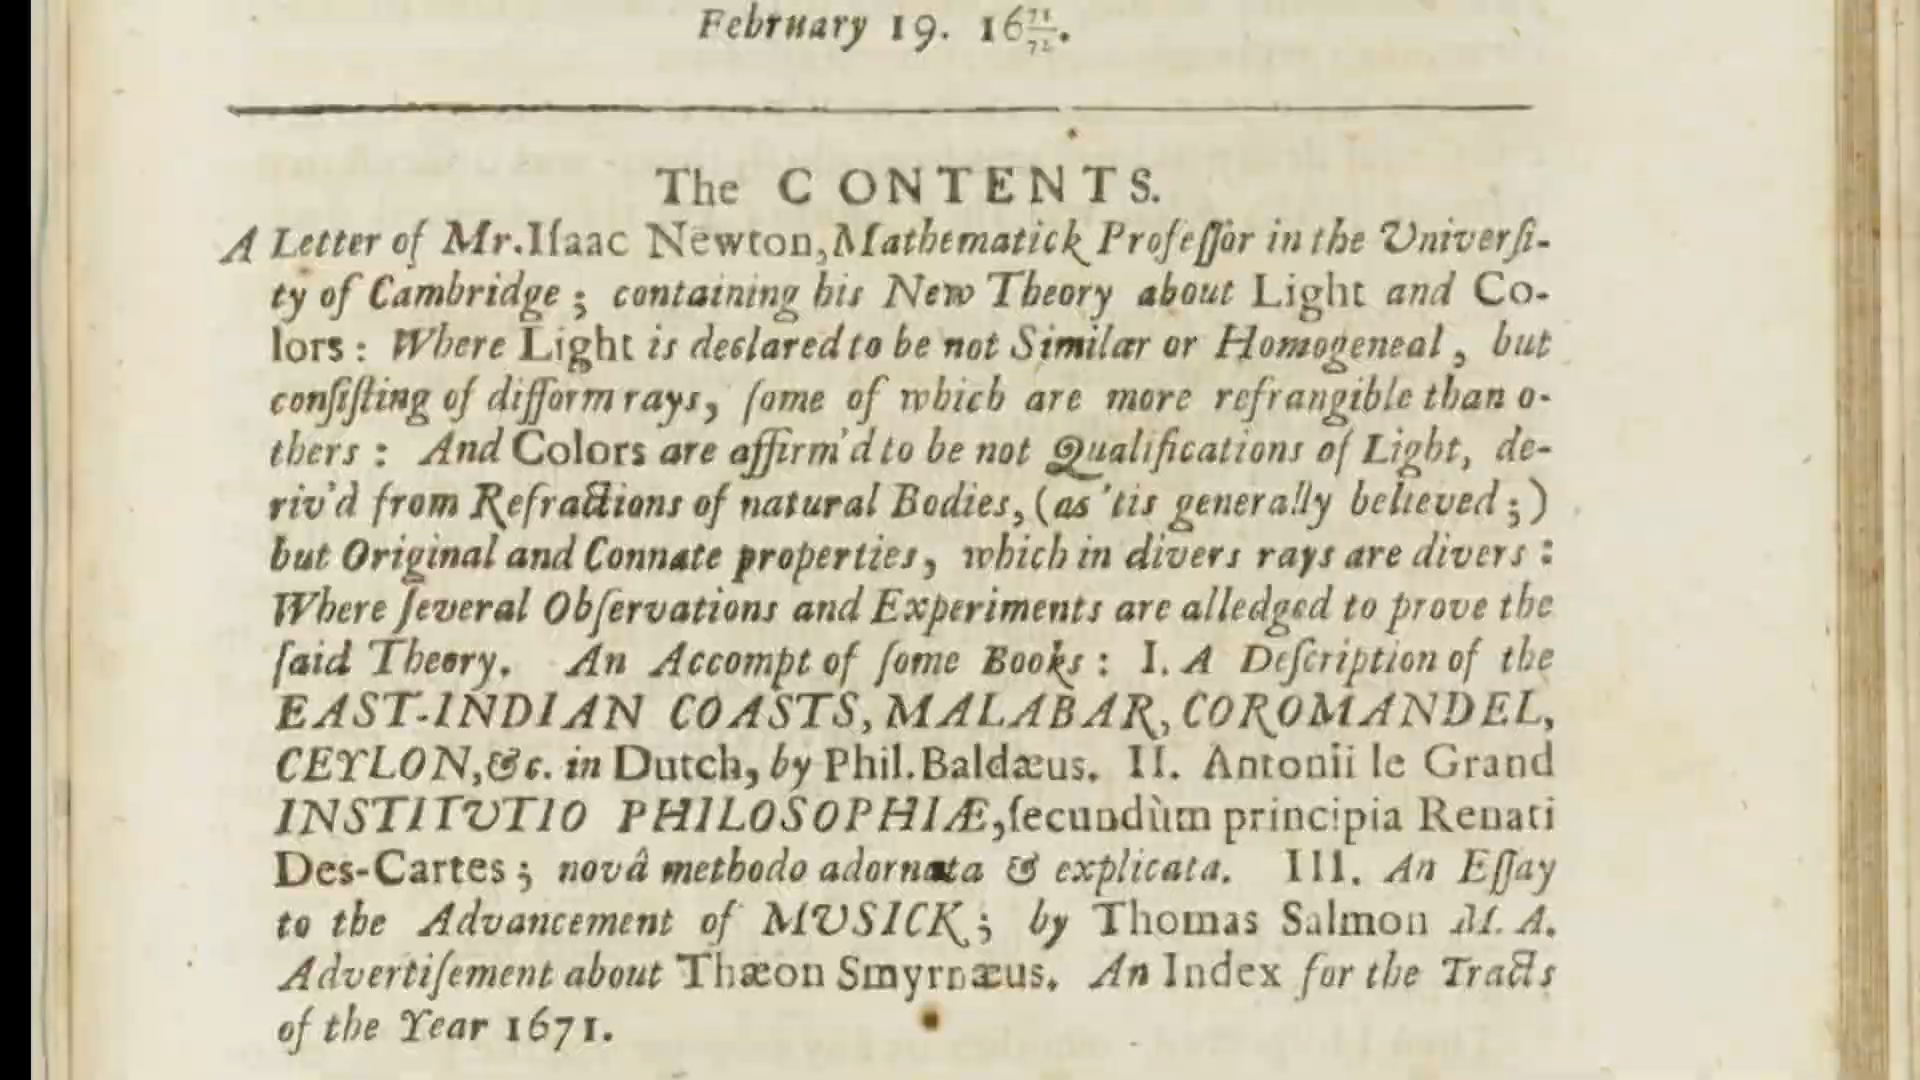 February 19. 16 71/72.
The CONTENTS.
A Letter of Mr. Iſaac Newton, Mathematick Profeſſor in the Univerſi-
ty of Cambridge; containing his New Theory about Light and Co-
lors: Where Light is declared to be not Similar or Homogeneal, but
conſiſting of difform rays, ſome of which are more refrangible than o-
thers: And Colors are affirm'd to be not Qualifications of Light, de-
riv'd from Refractions of natural Bodies, (as 'tis generally believed;)
but Original and Connate properties, which in divers rays are divers:
Where ſeveral Obſervations and Experiments are alledged to prove the
ſaid Theory. An Accompt of ſome Books: I. A Deſcription of the
EAST-INDIAN COASTS, MALABAR, COROMANDEL,
CEYLON, &c. in Dutch, by Phil. Baldæus. II. Antonii le Grand
INSTITVTIO PHILOSOPHIÆ, ſecundùm principia Renati
Des-Cartes; novâ methodo adornata & explicata. III. An Eſſay
to the Advancement of MVSICK; by Thomas Salmon M. A.
Advertiſement about Thæon Smyrnæus. An Index for the Tracts
of the Year 1671.